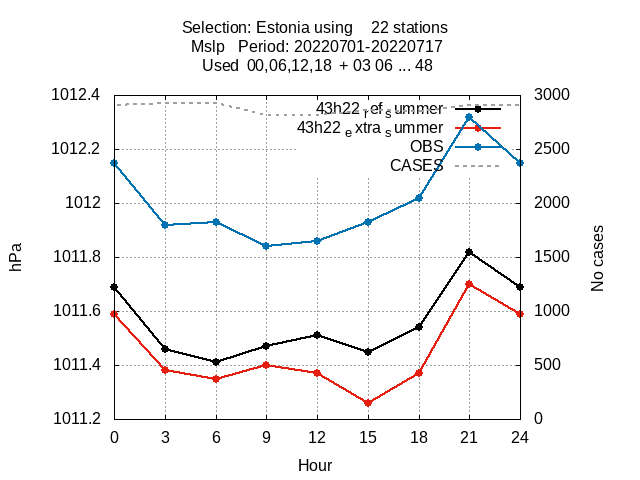 Selection: Estonia using    22 stations
Mslp   Period: 20220701-20220717
Used  00,06,12,18  + 03 06 ... 48
1012.4
1012.2
1012
1011.8
1011.6
1011.4
1011.2
hPa
3000
2500
2000
1500
1000
500
0
No cases
43h22 ref summer
43h22 extra summer
OBS
CASES
0 3 6 9 12 15 18 21 24
Hour